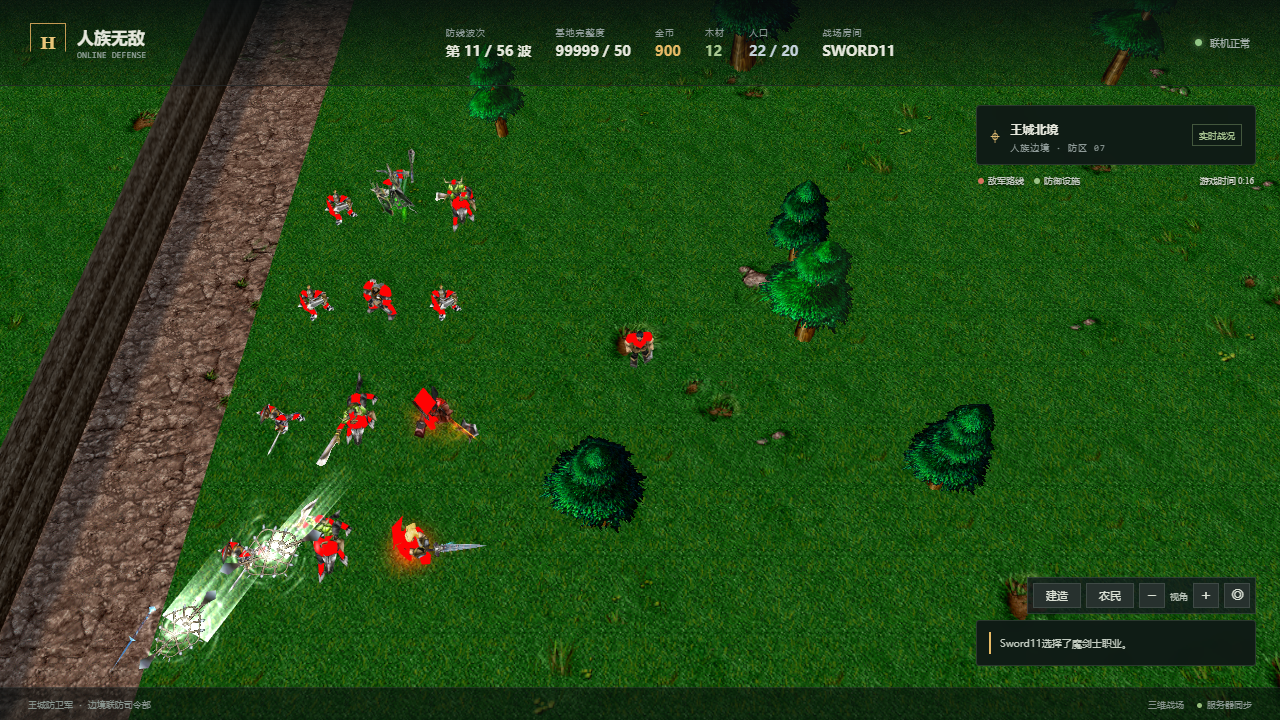 H
人族无敌
ONLINE DEFENSE
防线波次
第 11 / 56 波
基地完整度
99999 / 50
金币
900
木材
12
人口
22 / 20
战场房间
SWORD11
联机正常
王城北境
人族边境 · 防区 07
实时战况
敌军路线
防御设施
游戏时间 0:16
建造
农民
− 视角 +
Sword11选择了魔剑士职业。
王城防卫军 · 边境联防司令部
三维战场
服务器同步